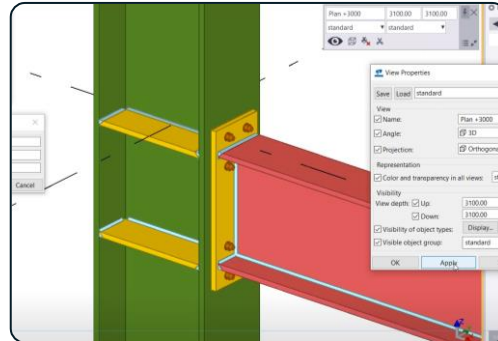 Plan +3000 3100.00 3100.00
standard standard
View Properties
Save Load standard
View
Name: Plan +3000
Angle: 3D
Projection: Orthogona
Representation
Color and transparency in all views:
Visibility
View depth: Up: 3100.00
Down: 3100.00
Visibility of object types: Display...
Visible object group: standard
OK Apply
Cancel